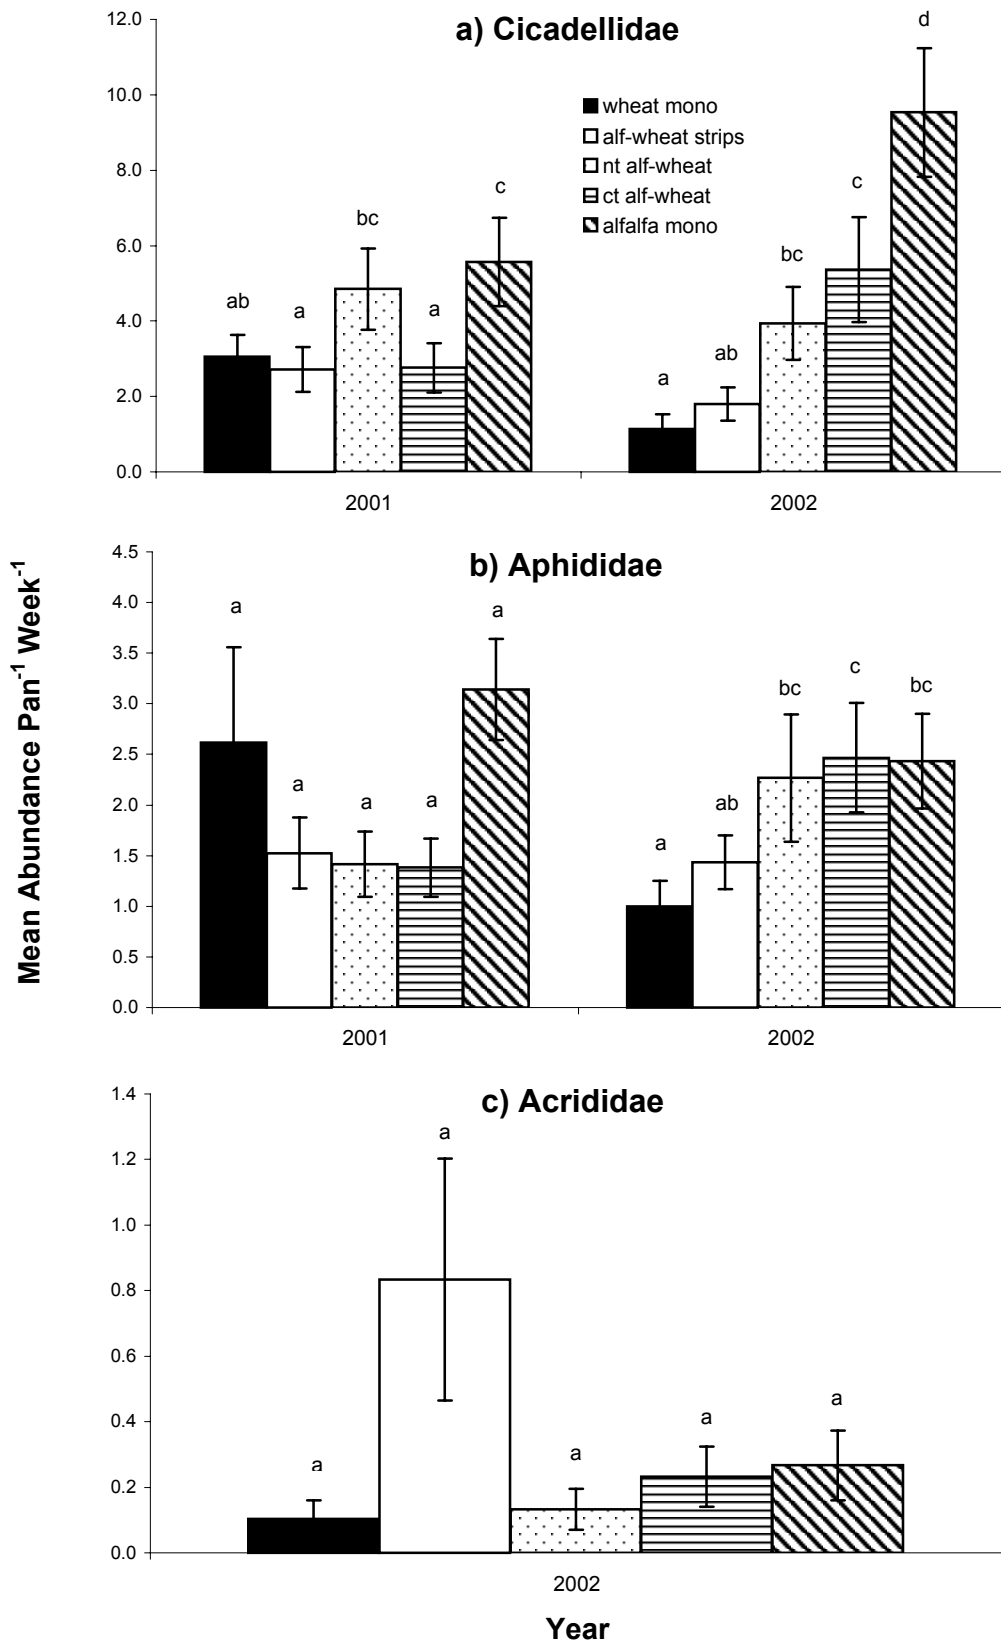 a) Cicadellidae
12.0
10.0
8.0
6.0
4.0
2.0
0.0
wheat mono
alf-wheat strips
nt alf-wheat
ct alf-wheat
alfalfa mono
ab
a
bc
a
c
a
ab
bc
c
d
2001
2002
Mean Abundance Pan⁻¹ Week⁻¹
b) Aphididae
4.5
4.0
3.5
3.0
2.5
2.0
1.5
1.0
0.5
0.0
a
a
a
a
a
a
ab
bc
c
bc
2001
2002
c) Acrididae
1.4
1.2
1.0
0.8
0.6
0.4
0.2
0.0
a
a
a
a
a
2002
Year